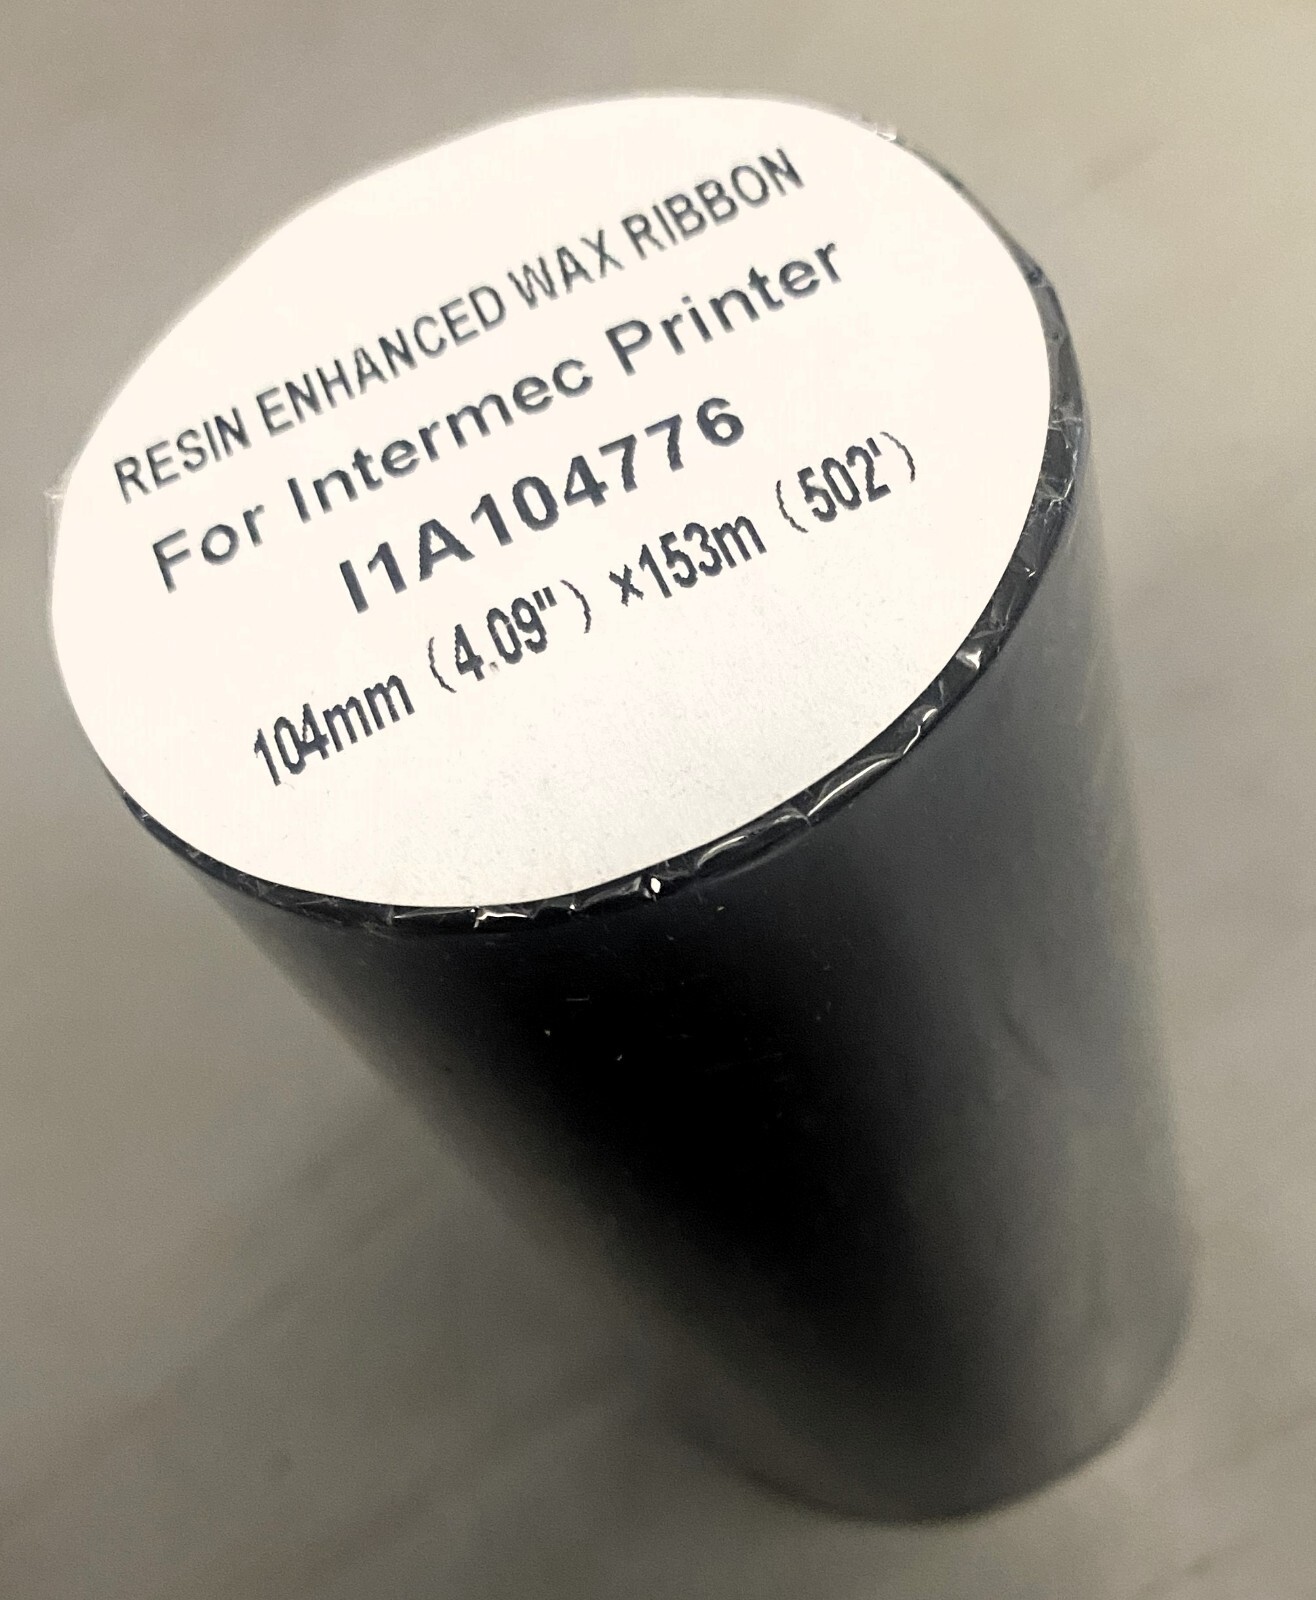 RESIN ENHANCED WAX RIBBON
For Intermec Printer
I1A104776
104mm (4.09") ×153m (502')